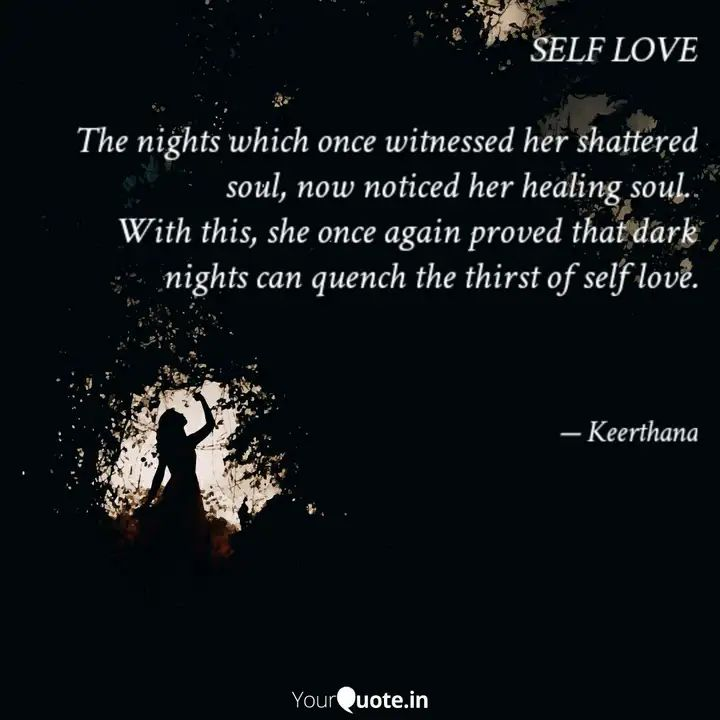 SELF LOVE
The nights which once witnessed her shattered
soul, now noticed her healing soul.
With this, she once again proved that dark
nights can quench the thirst of self love.
— Keerthana
YourQuote.in